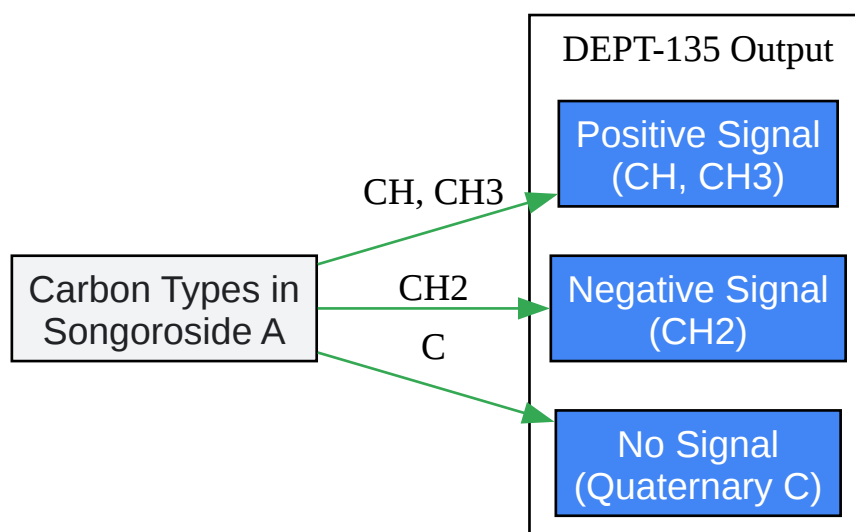 DEPT-135 Output
Positive Signal
(CH, CH3)
CH, CH3
Carbon Types in
Songoroside A
CH2
Negative Signal
(CH2)
C
No Signal
(Quaternary C)